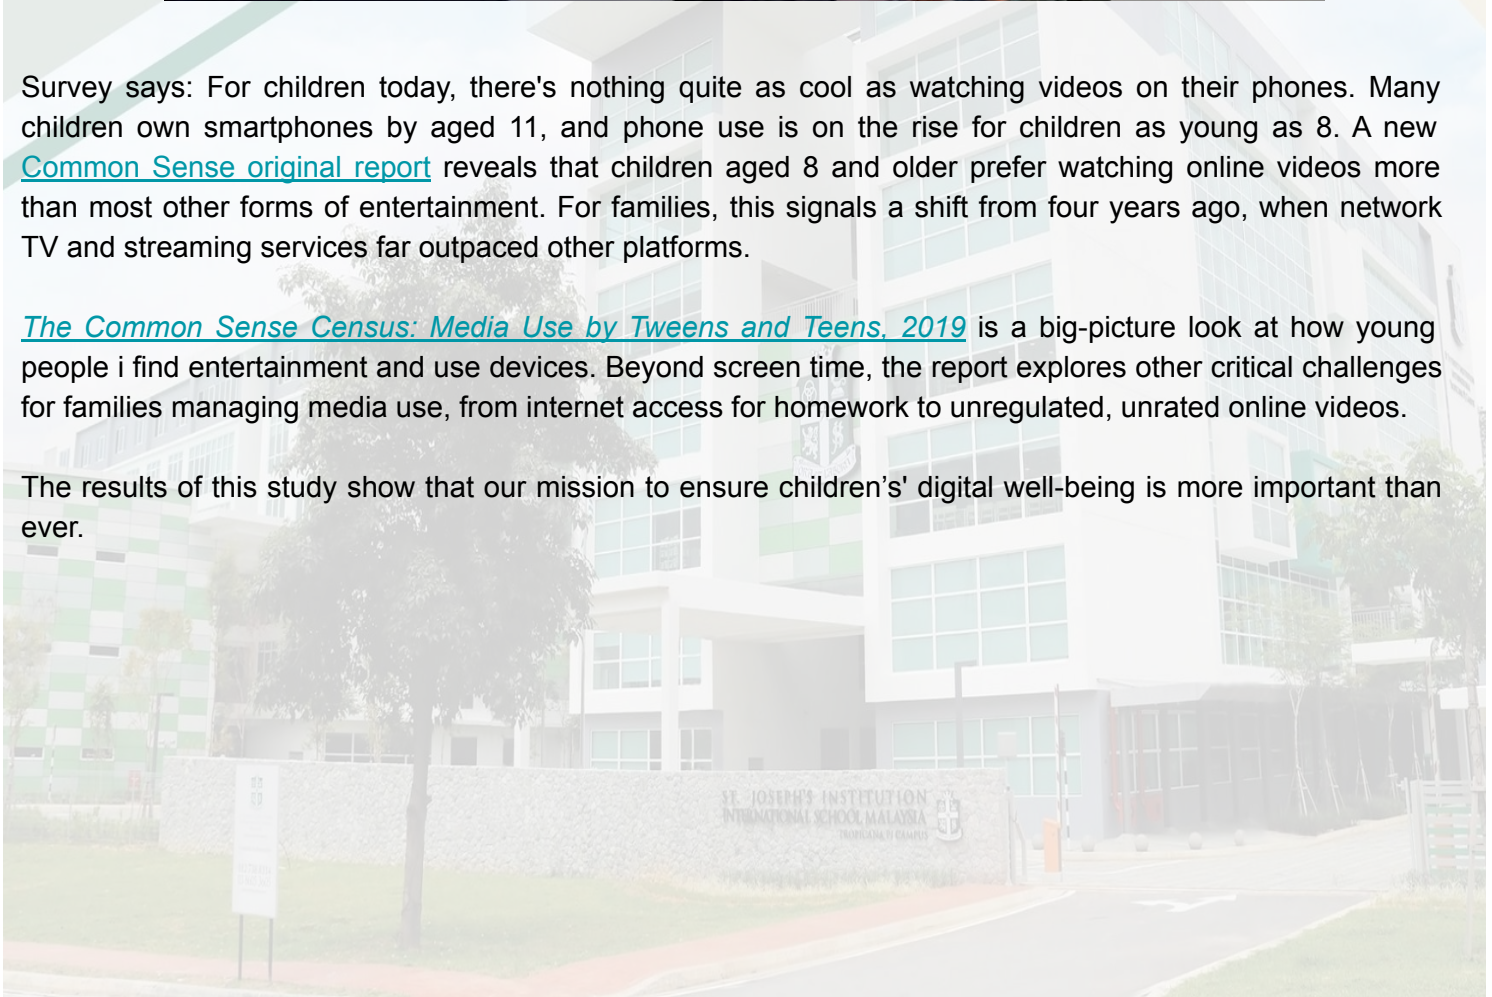 Survey says: For children today, there's nothing quite as cool as watching videos on their phones. Many
children own smartphones by aged 11, and phone use is on the rise for children as young as 8. A new
Common Sense original report reveals that children aged 8 and older prefer watching online videos more
than most other forms of entertainment. For families, this signals a shift from four years ago, when network
TV and streaming services far outpaced other platforms.
The Common Sense Census: Media Use by Tweens and Teens, 2019 is a big-picture look at how young
people i find entertainment and use devices. Beyond screen time, the report explores other critical challenges
for families managing media use, from internet access for homework to unregulated, unrated online videos.
The results of this study show that our mission to ensure children’s' digital well-being is more important than
ever.
ST. JOSEPH'S INSTITUTION
INTERNATIONAL SCHOOL MALAYSIA